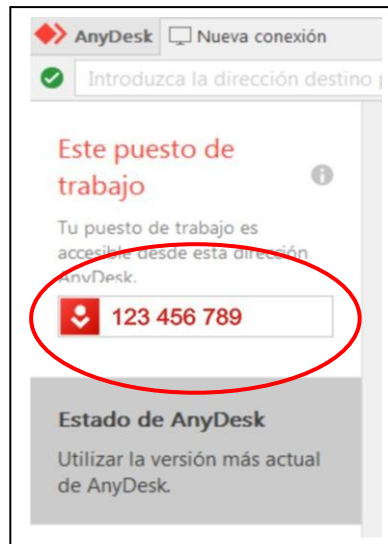 AnyDesk Nueva conexión
Introduzca la dirección destino
Este puesto de
trabajo
Tu puesto de trabajo es
accesible desde esta dirección
AnyDesk.
123 456 789
Estado de AnyDesk
Utilizar la versión más actual
de AnyDesk.